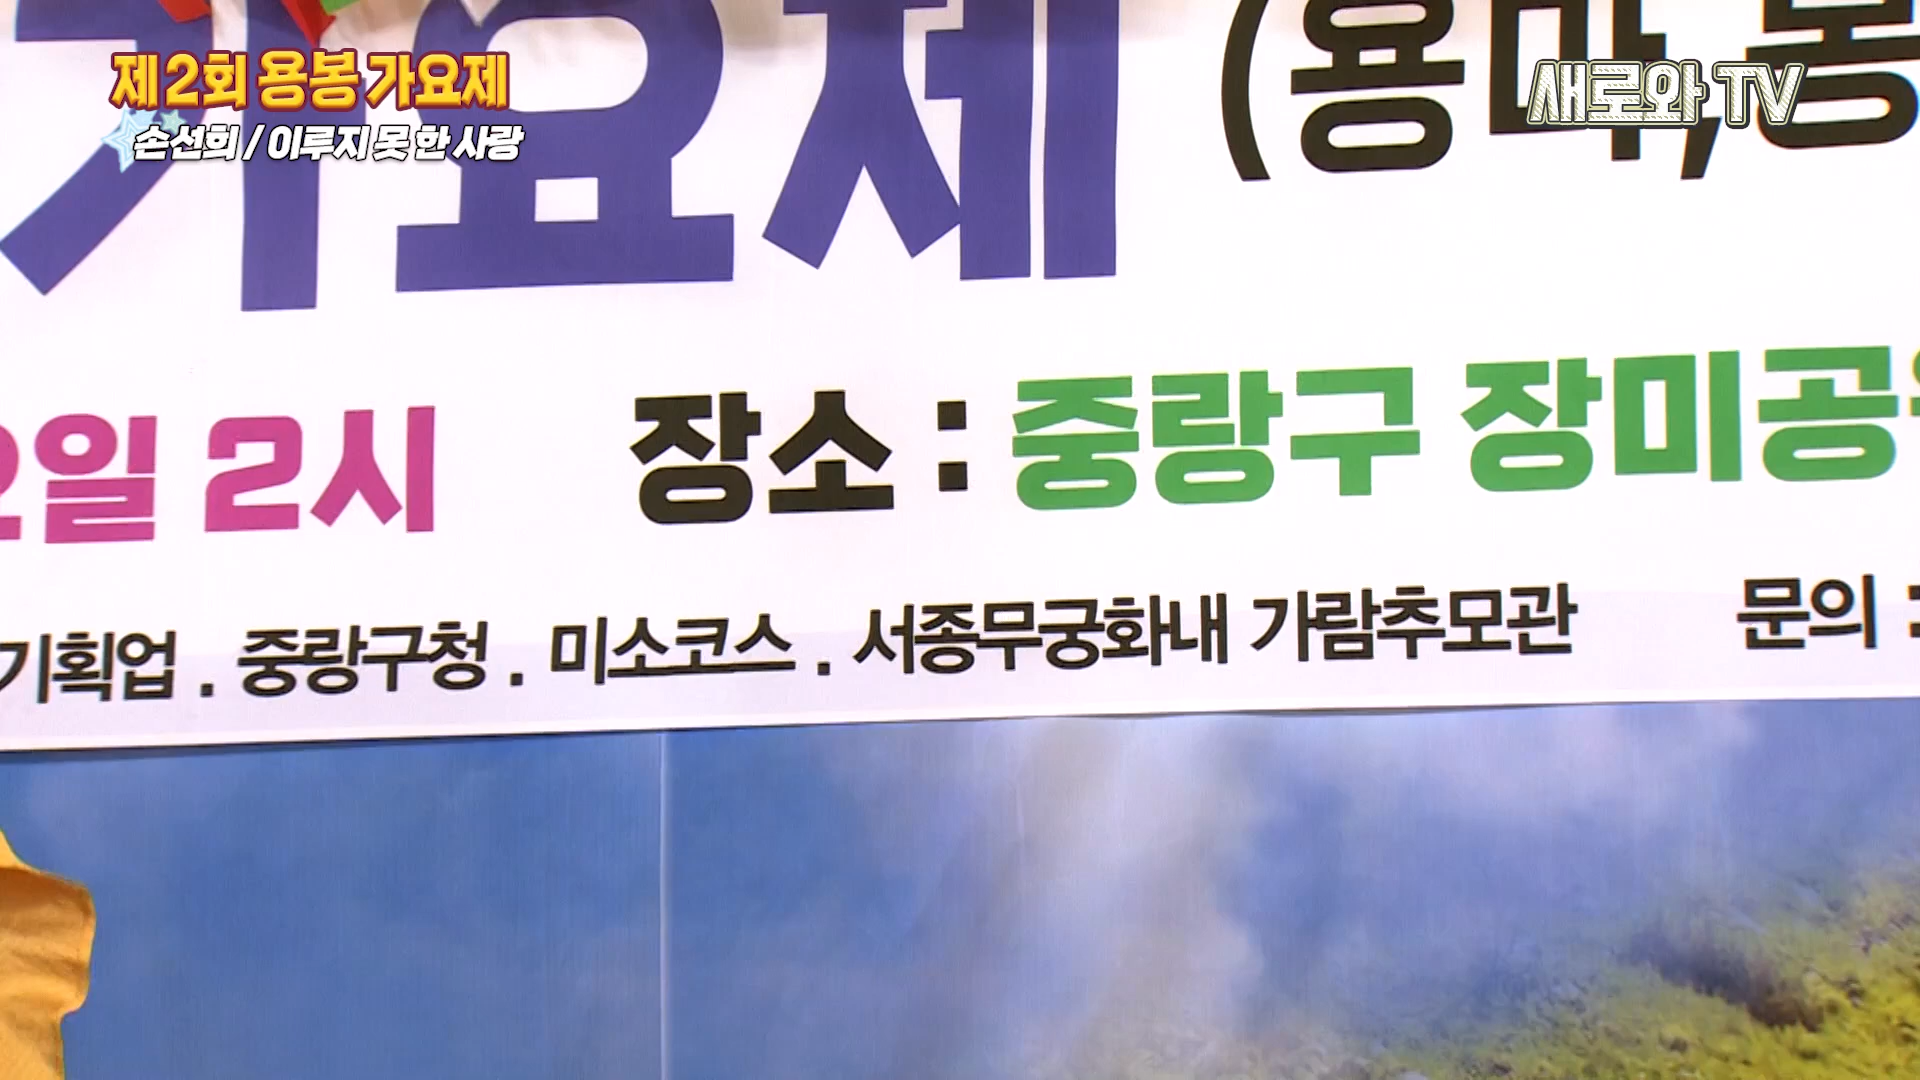 제2회 용봉 가요제
손선희 / 이루지 못 한 사랑
새로와 TV
가요제 (용마,봉
요일 2시 장소 : 중랑구 장미공
기획업 . 중랑구청 . 미소코스 . 서종무궁화내 가람추모관 문의 :